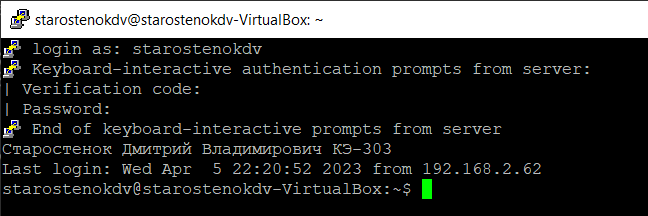 starostenokdv@starostenokdv-VirtualBox: ~
login as: starostenokdv
Keyboard-interactive authentication prompts from server:
| Verification code:
| Password:
End of keyboard-interactive prompts from server
Старостенок Дмитрий Владимирович КЭ-303
Last login: Wed Apr  5 22:20:52 2023 from 192.168.2.62
starostenokdv@starostenokdv-VirtualBox:~$